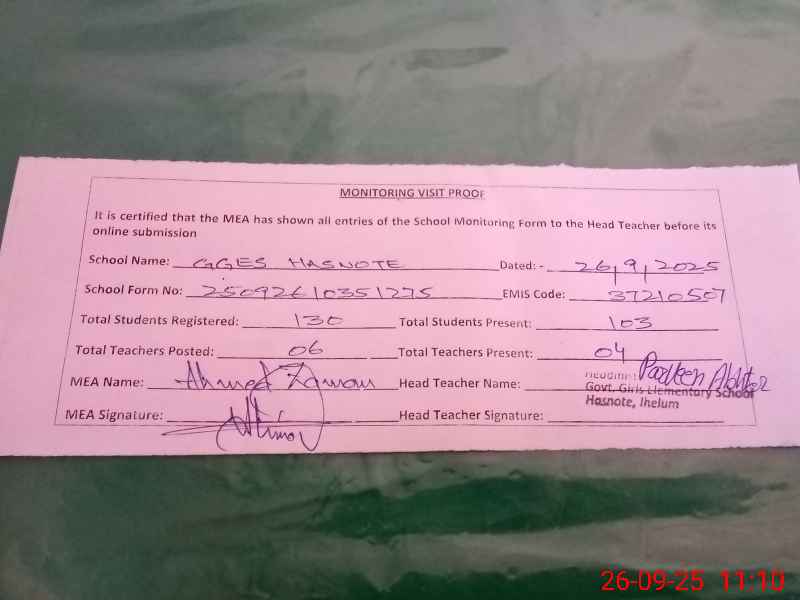 MONITORING VISIT PROOF
It is certified that the MEA has shown all entries of the School Monitoring Form to the Head Teacher before its
online submission
School Name: GGES HASNOTE Dated: - 26,9,2025
School Form No: 25092610351275 EMIS Code: 37210507
Total Students Registered: 130 Total Students Present: 103
Total Teachers Posted: 06 Total Teachers Present: 04
MEA Name: Ahmed Zaman Head Teacher Name: Parveen Akhter
Govt. Girls Elementary School
Hasnote, Jhelum
MEA Signature: Head Teacher Signature:
26-09-25 11:10